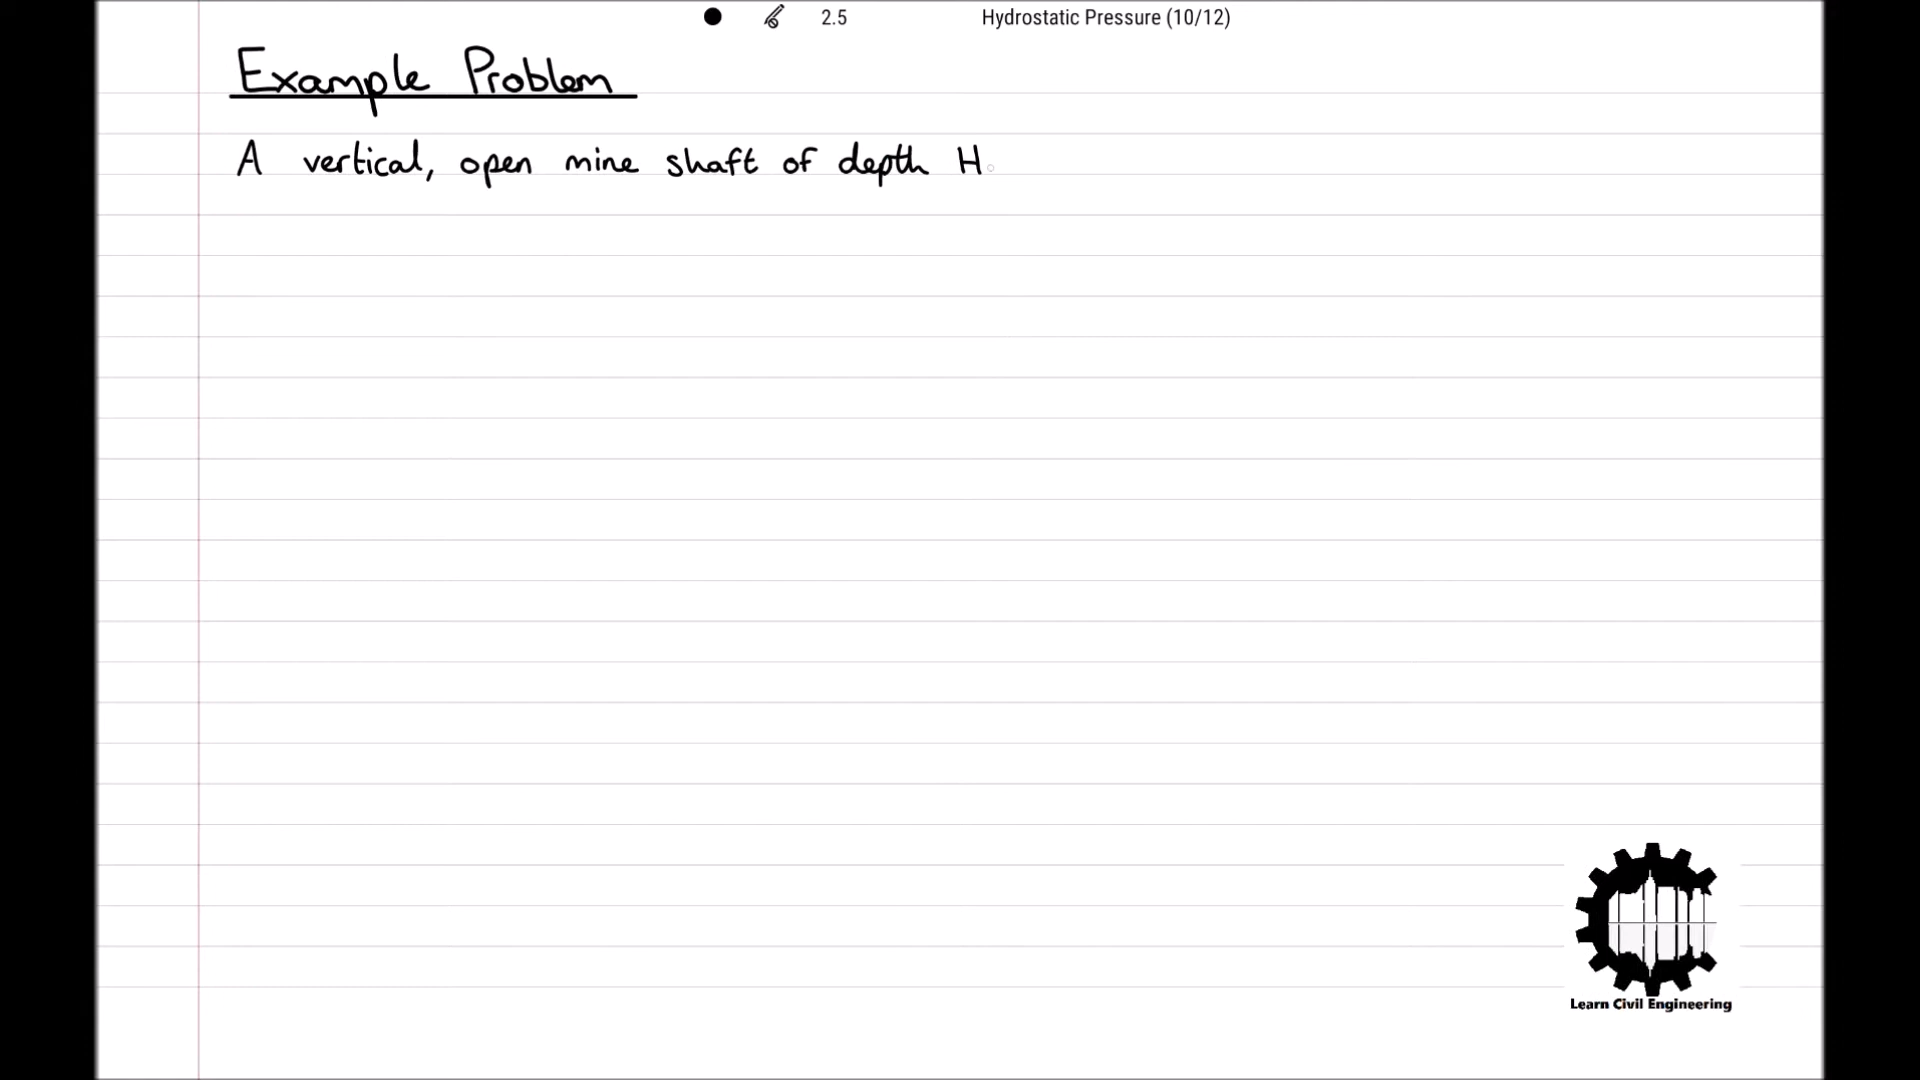 2.5 Hydrostatic Pressure (10/12)
Example Problem
A vertical, open mine shaft of depth H
Learn Civil Engineering